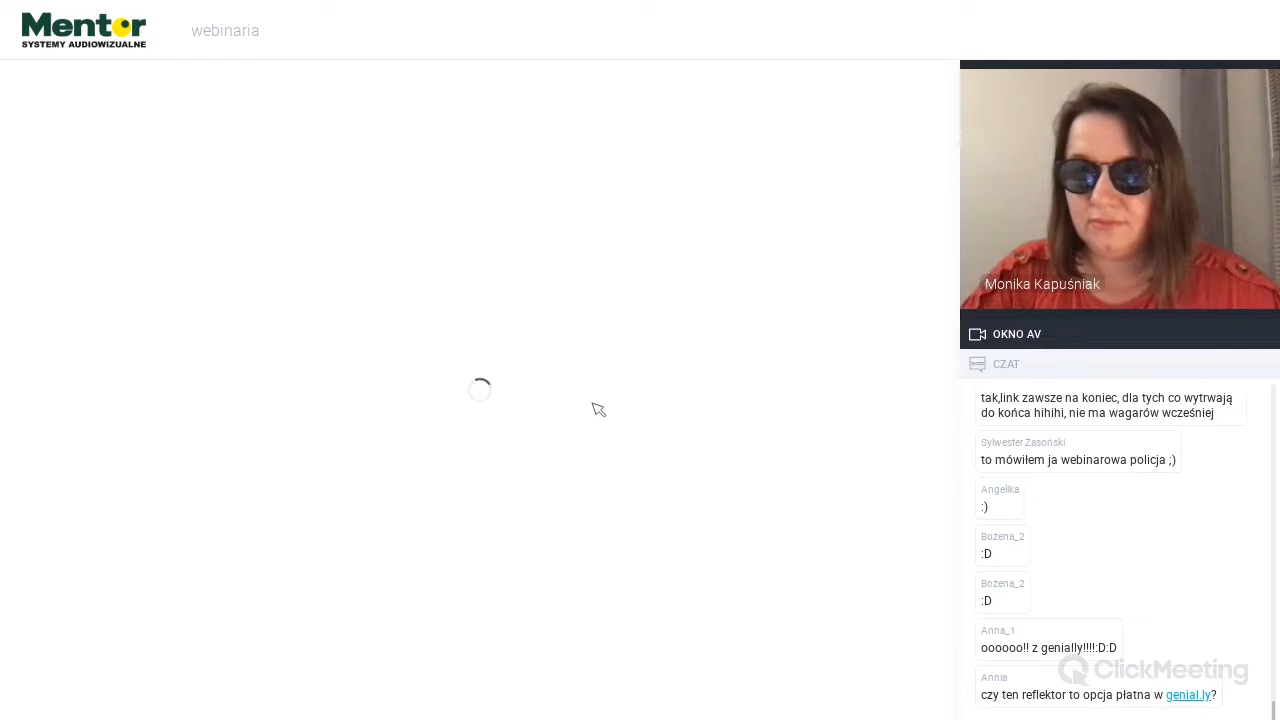 Mentor
SYSTEMY AUDIOWIZUALNE
webinaria
Monika Kapuśniak
OKNO AV
CZAT
tak,link zawsze na koniec, dla tych co wytrwają
do końca hihihi, nie ma wagarów wcześniej
Sylwester Zasoński
to mówiłem ja webinarowa policja ;)
Angelika
:)
Bożena_2
:D
Bożena_2
:D
Anna_1
oooooo!! z genially!!!!:D:D
ClickMeeting
Annia
czy ten reflektor to opcja płatna w genial.ly?